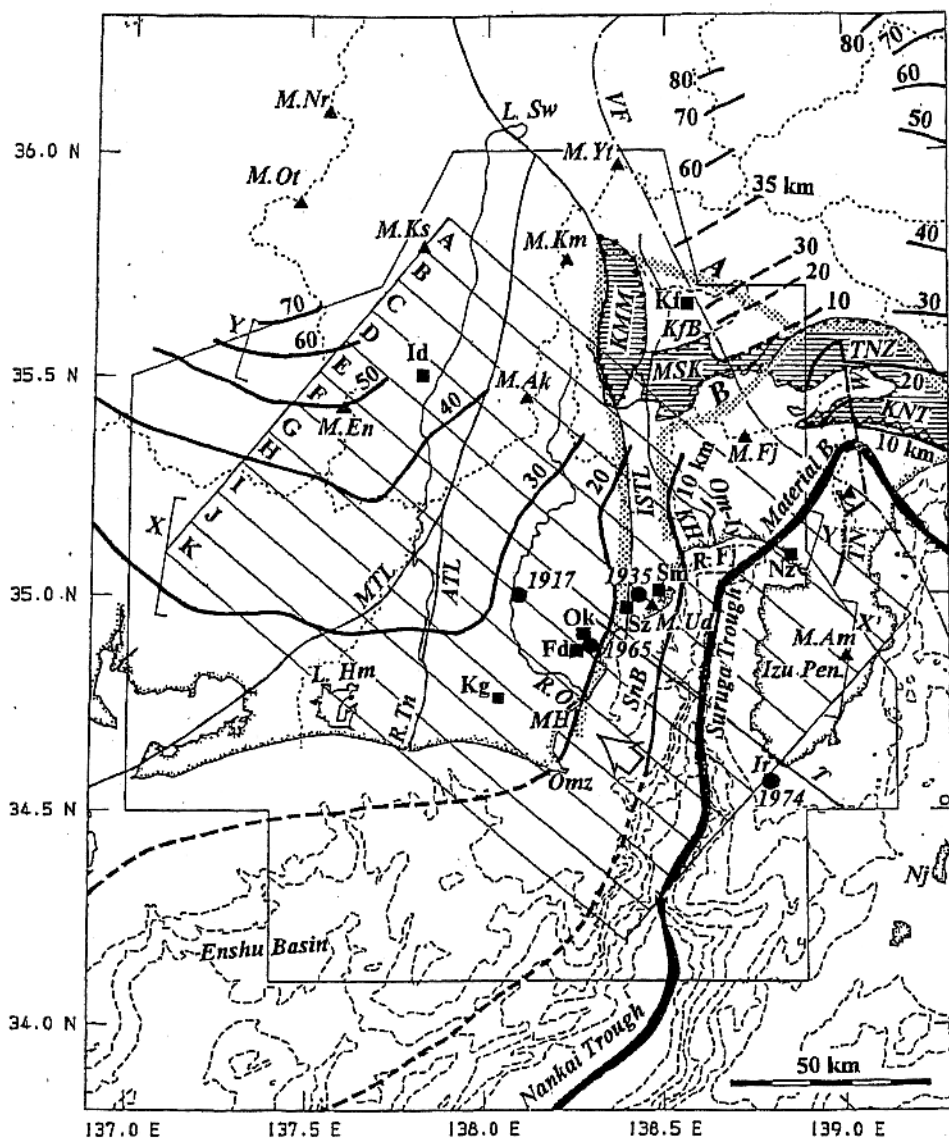 80
70
60
80
50
M.Nr
VF
70
L. Sw
36.0 N
M.Yt
60
M.Ot
35 km
40
M.Ks
A
M.Km
30
A
B
20
Kf
30
70
C
KMM
KfB
10
Y
60
D
TNZ
Id
MSK
35.5 N
E
50
M.Ak
B
W
20
F
KNT
M.En
40
M.Fj
G
10 km
H
30
20
ISTL
10 km
Material B.
I
J
X
R. Fj
Y'
TN
K
1917
1935
Sm
Nz
35.0 N
MTL
ATL
Ok
Sz
M.Ud
X'
Fd
1965
M.Am
Suruga Trough
Izu Pen.
L. Hm
Kg
R.O
SnB
R. Tn
MH
Ir
T
Omz
1974
34.5 N
Nj
Enshu Basin
34.0 N
Nankai Trough
50 km
137.0 E
137.5 E
138.0 E
138.5 E
139.0 E